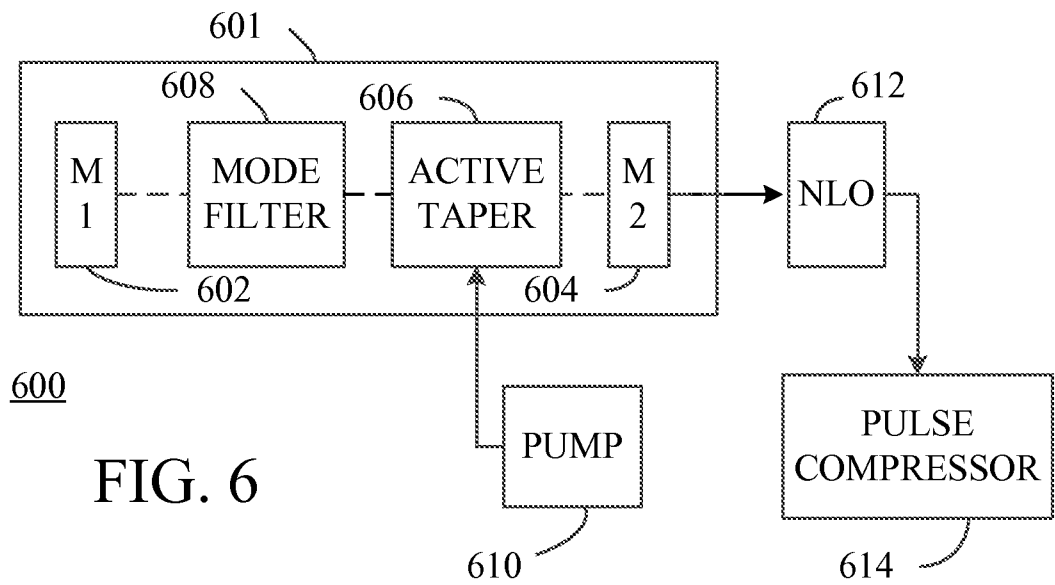 601
608
606
612
M
1
MODE
FILTER
ACTIVE
TAPER
M
2
NLO
602
604
600
PUMP
PULSE
COMPRESSOR
FIG. 6
610
614